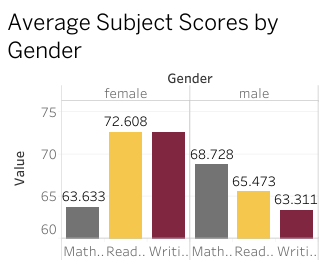 Average Subject Scores by
Gender
Gender
female male
75
70
65
60
Value
72.608
63.633
68.728
65.473
63.311
Math.. Read.. Writi.. Math.. Read.. Writi..